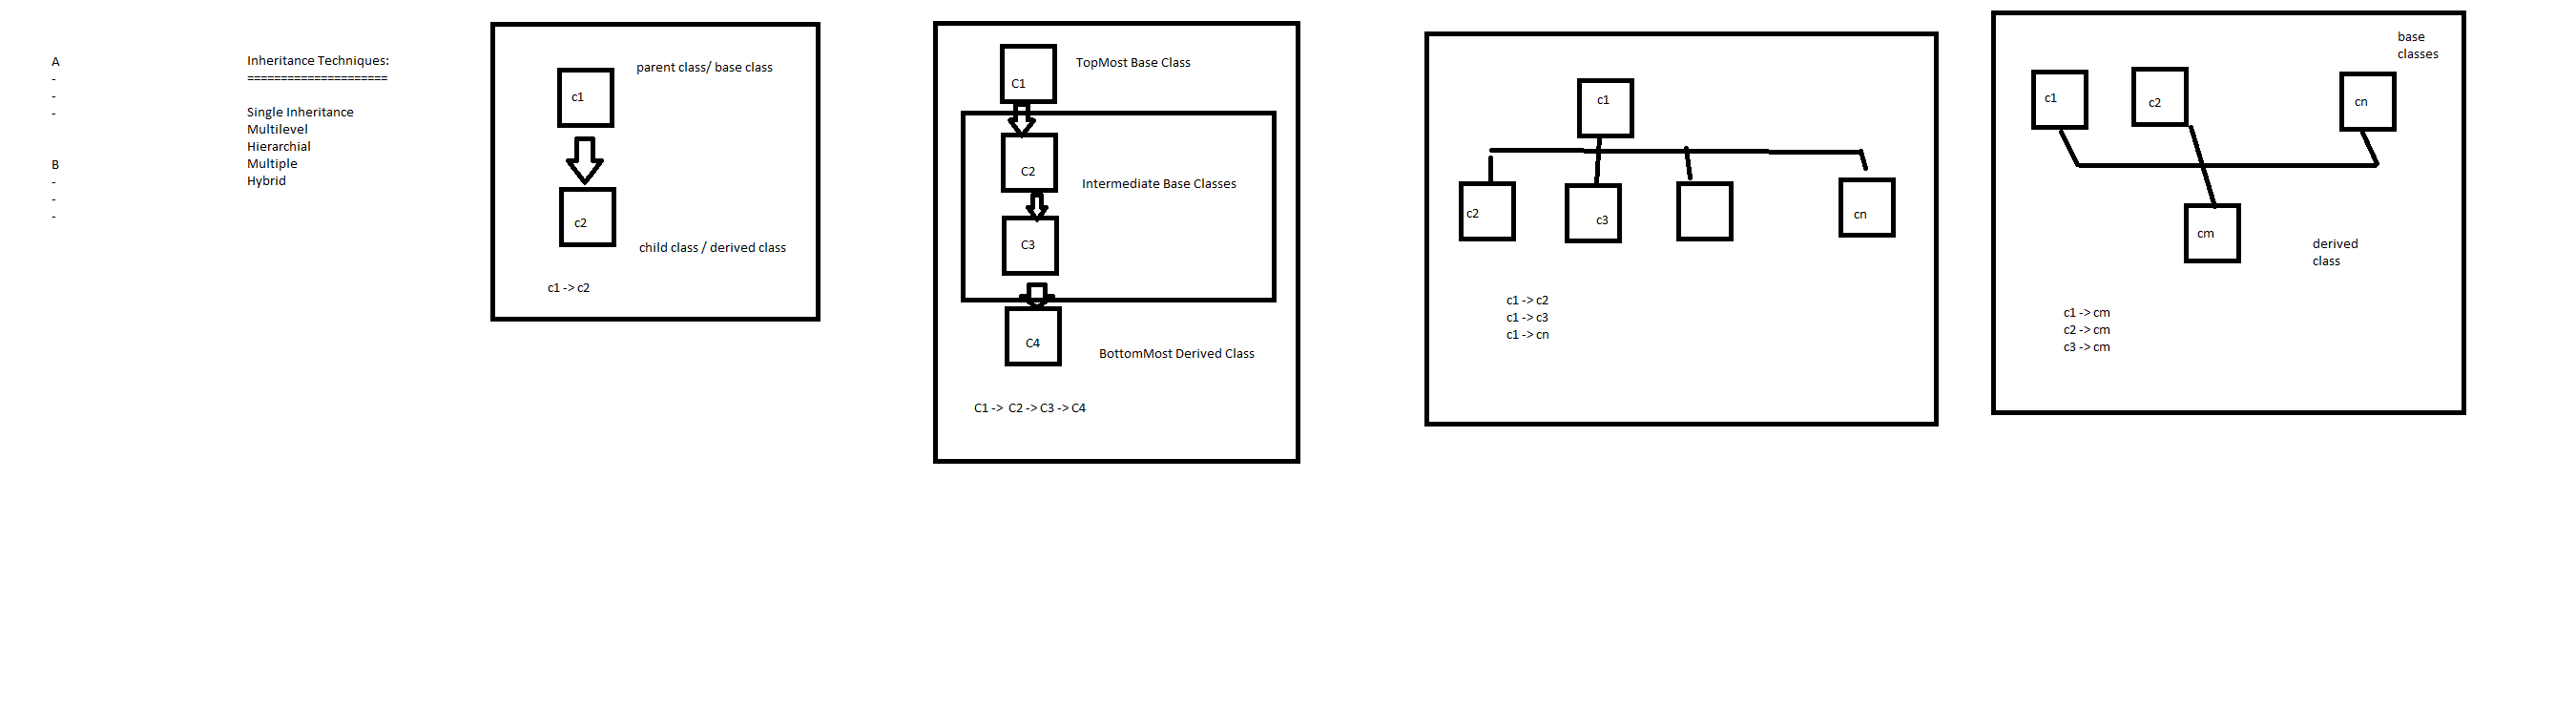 A
-
-
-
B
-
-
-
Inheritance Techniques:
=====================
Single Inheritance
Multilevel
Hierarchial
Multiple
Hybrid
c1
parent class/ base class
c2
child class / derived class
c1 -> c2
C1
TopMost Base Class
C2
Intermediate Base Classes
C3
C4
BottomMost Derived Class
C1 -> C2 -> C3 -> C4
c1
c2
c3
cn
c1 -> c2
c1 -> c3
c1 -> cn
base
classes
c1
c2
cn
cm
derived
class
c1 -> cm
c2 -> cm
c3 -> cm